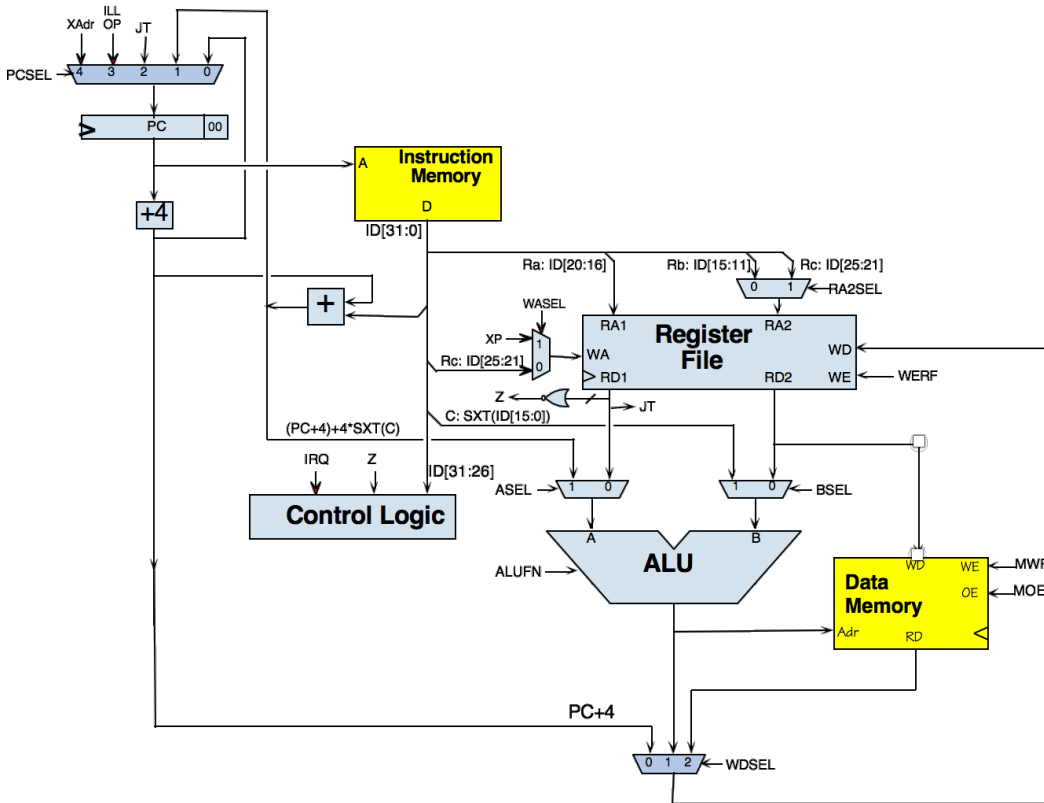 XAdr
ILL
OP
JT
PCSEL
4 3 2 1 0
PC
00
+4
A
Instruction
Memory
D
ID[31:0]
Ra: ID[20:16]
Rb: ID[15:11]
Rc: ID[25:21]
0 1
RA2SEL
+
WASEL
XP
1
0
Rc: ID[25:21]
RA1
RA2
Register
File
WA
WD
RD1
RD2
WE
WERF
Z
JT
C: SXT(ID[15:0])
(PC+4)+4*SXT(C)
IRQ
Z
ID[31:26]
Control Logic
ASEL
1 0
1 0
BSEL
A
B
ALU
ALUFN
WD
WE
MWF
Data
Memory
OE
MOE
Adr
RD
PC+4
0 1 2
WDSEL